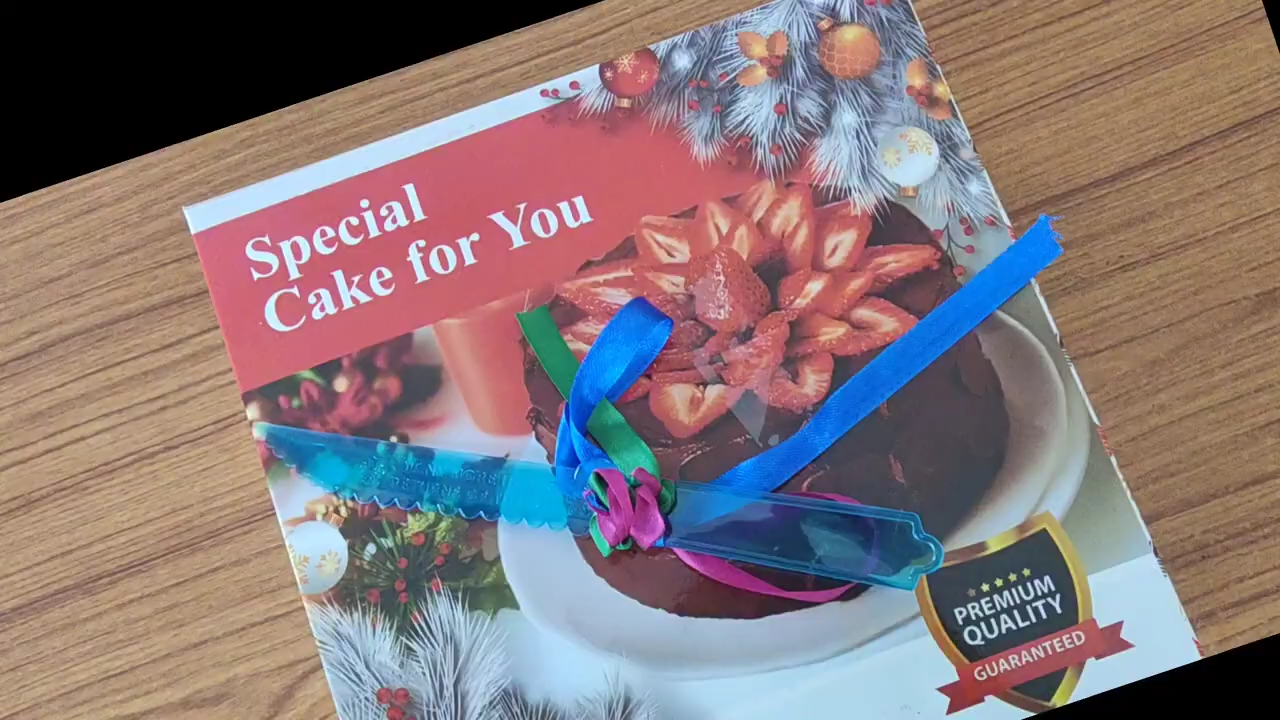 Special
Cake for You
PREMIUM
QUALITY
GUARANTEED